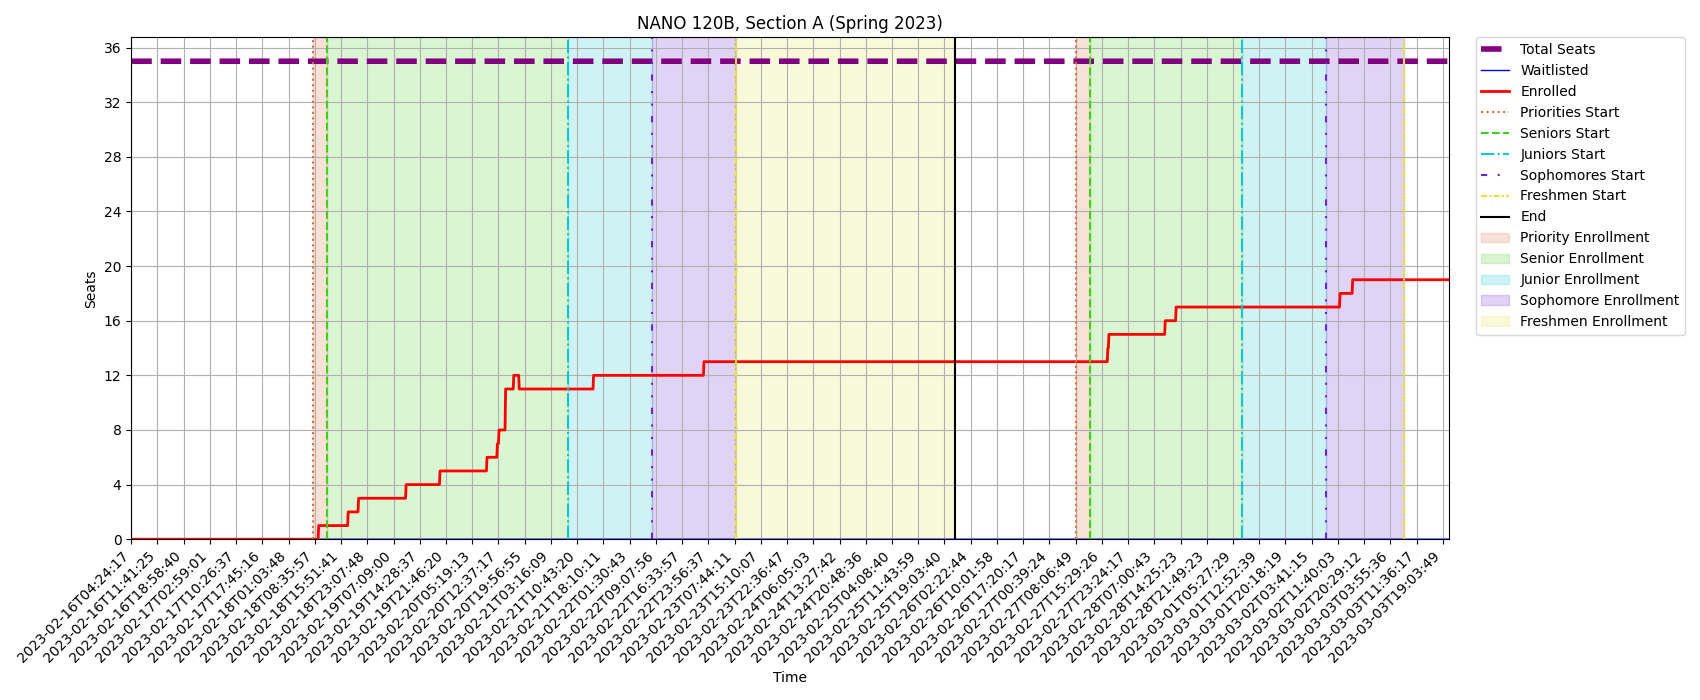 NANO 120B, Section A (Spring 2023)
Seats
36
32
28
24
20
16
12
8
4
0
2023-02-16T04:24:17
2023-02-16T11:41:25
2023-02-16T18:58:40
2023-02-17T02:59:01
2023-02-17T10:26:37
2023-02-17T17:45:16
2023-02-18T01:03:48
2023-02-18T08:35:57
2023-02-18T15:51:41
2023-02-18T23:07:48
2023-02-19T07:09:00
2023-02-19T14:28:37
2023-02-19T21:46:20
2023-02-20T05:19:13
2023-02-20T12:37:17
2023-02-20T19:56:55
2023-02-21T03:16:09
2023-02-21T10:43:20
2023-02-21T18:10:11
2023-02-22T01:30:43
2023-02-22T09:07:56
2023-02-22T16:33:57
2023-02-22T23:56:37
2023-02-23T07:44:11
2023-02-23T15:10:07
2023-02-23T22:36:47
2023-02-24T06:05:03
2023-02-24T13:27:42
2023-02-24T20:48:36
2023-02-25T04:08:40
2023-02-25T11:43:59
2023-02-25T19:03:40
2023-02-26T02:22:44
2023-02-26T10:01:58
2023-02-26T17:20:17
2023-02-27T00:39:24
2023-02-27T08:06:49
2023-02-27T15:29:26
2023-02-27T23:24:17
2023-02-28T07:00:43
2023-02-28T14:25:23
2023-02-28T21:49:23
2023-03-01T05:27:29
2023-03-01T12:52:39
2023-03-01T20:18:19
2023-03-02T03:41:15
2023-03-02T11:40:03
2023-03-02T20:29:12
2023-03-03T03:55:36
2023-03-03T11:36:17
2023-03-03T19:03:49
Time
Total Seats
Waitlisted
Enrolled
Priorities Start
Seniors Start
Juniors Start
Sophomores Start
Freshmen Start
End
Priority Enrollment
Senior Enrollment
Junior Enrollment
Sophomore Enrollment
Freshmen Enrollment